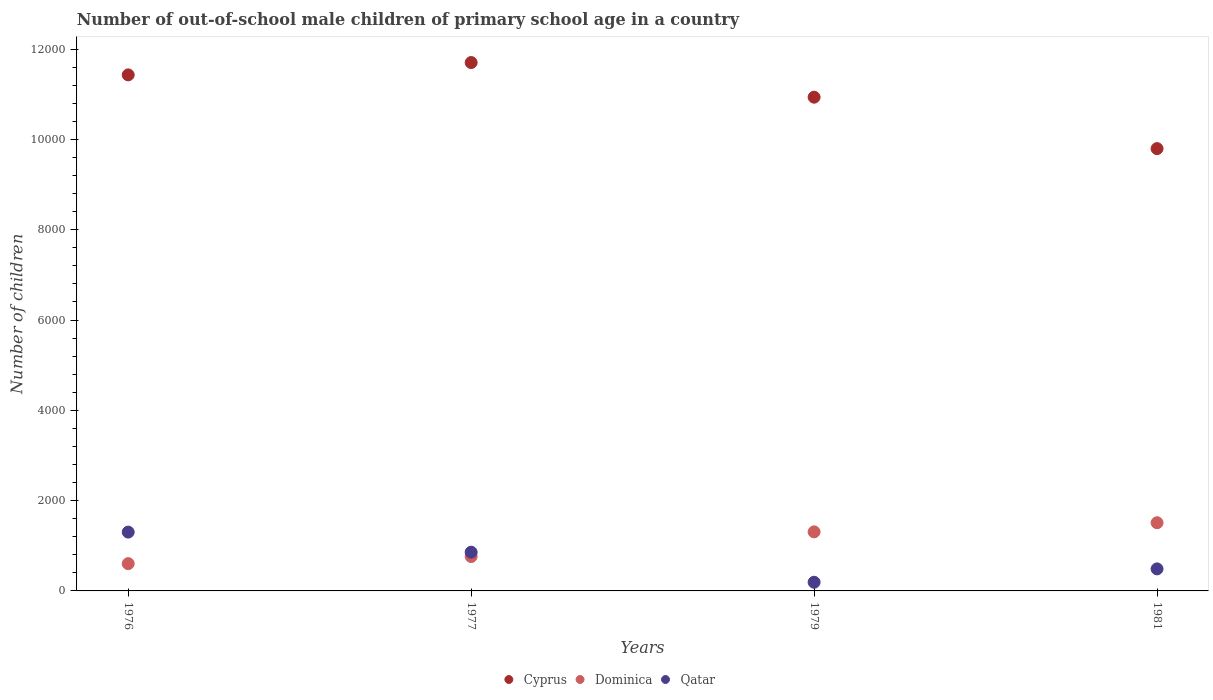 Number of out-of-school male children of primary school age in a country
12000
10000
8000
6000
4000
2000
0
Number of children
1976
1977
1979
1981
Years
Cyprus
Dominica
Qatar